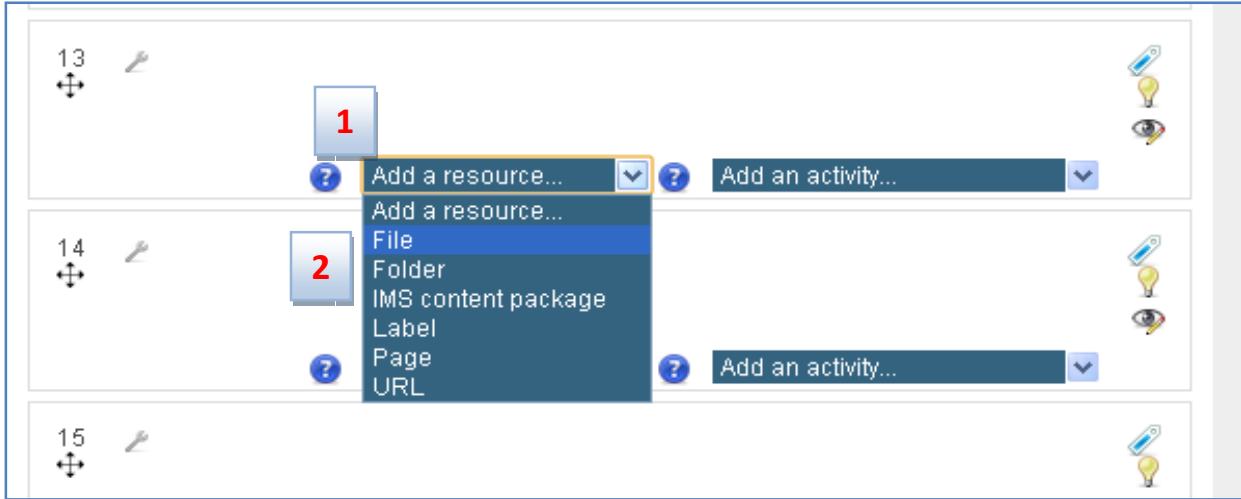 13
1
? Add a resource... ? Add an activity...
Add a resource...
File
Folder
IMS content package
Label
Page
URL
14
2
? ? Add an activity...
15